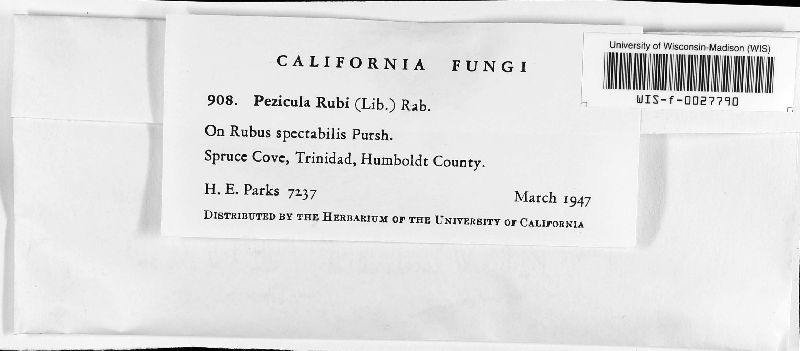 CALIFORNIA FUNGI
908. Pezicula Rubi (Lib.) Rab.
On Rubus spectabilis Pursh.
Spruce Cove, Trinidad, Humboldt County.
H. E. Parks 7237 March 1947
DISTRIBUTED BY THE HERBARIUM OF THE UNIVERSITY OF CALIFORNIA
University of Wisconsin-Madison (WIS)
WIS-f-0027790